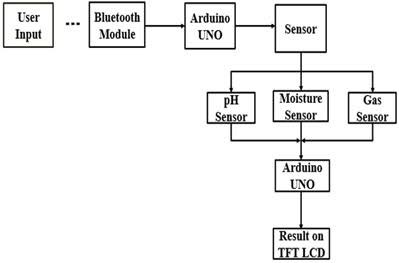 User
Input
Bluetooth
Module
Arduino
UNO
Sensor
pH
Sensor
Moisture
Sensor
Gas
Sensor
Arduino
UNO
Result on
TFT LCD